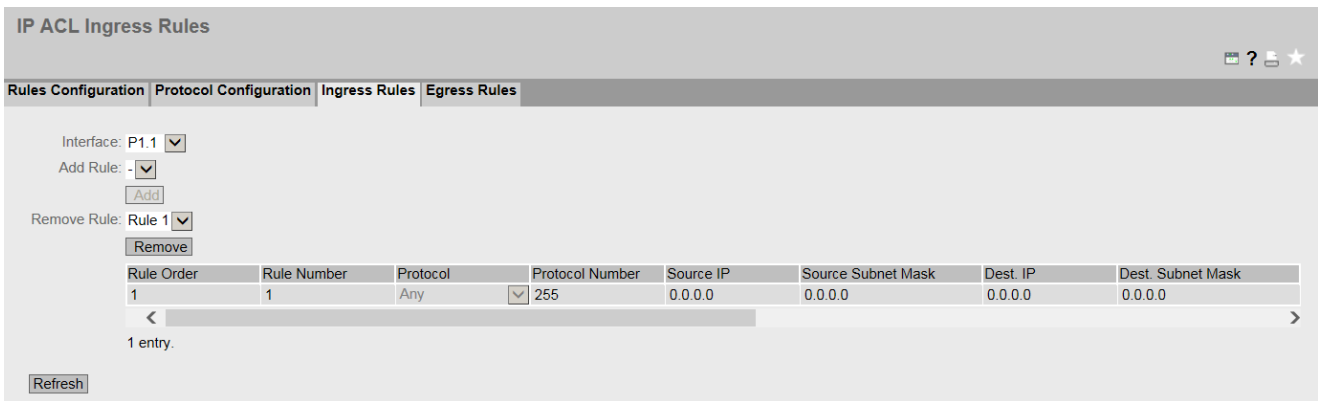 IP ACL Ingress Rules
?
Rules Configuration Protocol Configuration Ingress Rules Egress Rules
Interface: P1.1
Add Rule: -
Add
Remove Rule: Rule 1
Remove
Rule Order Rule Number Protocol Protocol Number Source IP Source Subnet Mask Dest. IP Dest. Subnet Mask
1 1 Any 255 0.0.0.0 0.0.0.0 0.0.0.0 0.0.0.0
1 entry.
Refresh